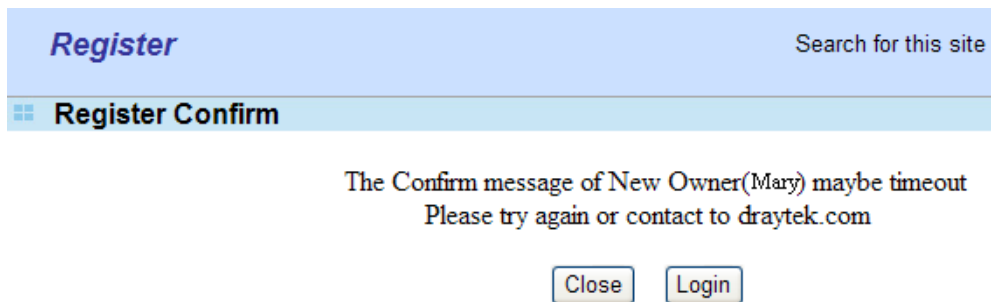 Register
Search for this site
Register Confirm
The Confirm message of New Owner(Mary) maybe timeout
Please try again or contact to draytek.com
Close
Login